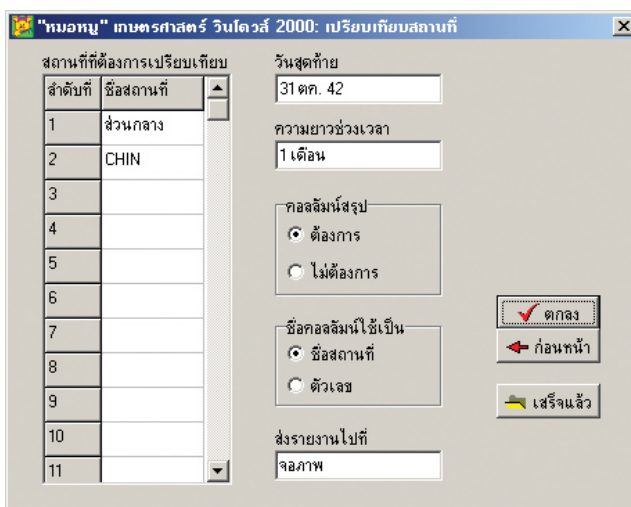 "หมอหมู" เกษตรศาสตร์ วินโดวส์ 2000: เปรียบเทียบสถานที่
สถานที่ที่ต้องการเปรียบเทียบ
ลำดับที่ ชื่อสถานที่
1 ส่วนกลาง
2 CHIN
3
4
5
6
7
8
9
10
11
วันสุดท้าย
31 ตค. 42
ความยาวช่วงเวลา
1 เดือน
คอลลัมน์สรุป
ต้องการ
ไม่ต้องการ
ชื่อคอลลัมน์ใช้เป็น
ชื่อสถานที่
ตัวเลข
ส่งรายงานไปที่
จอภาพ
ตกลง
ก่อนหน้า
เสร็จแล้ว